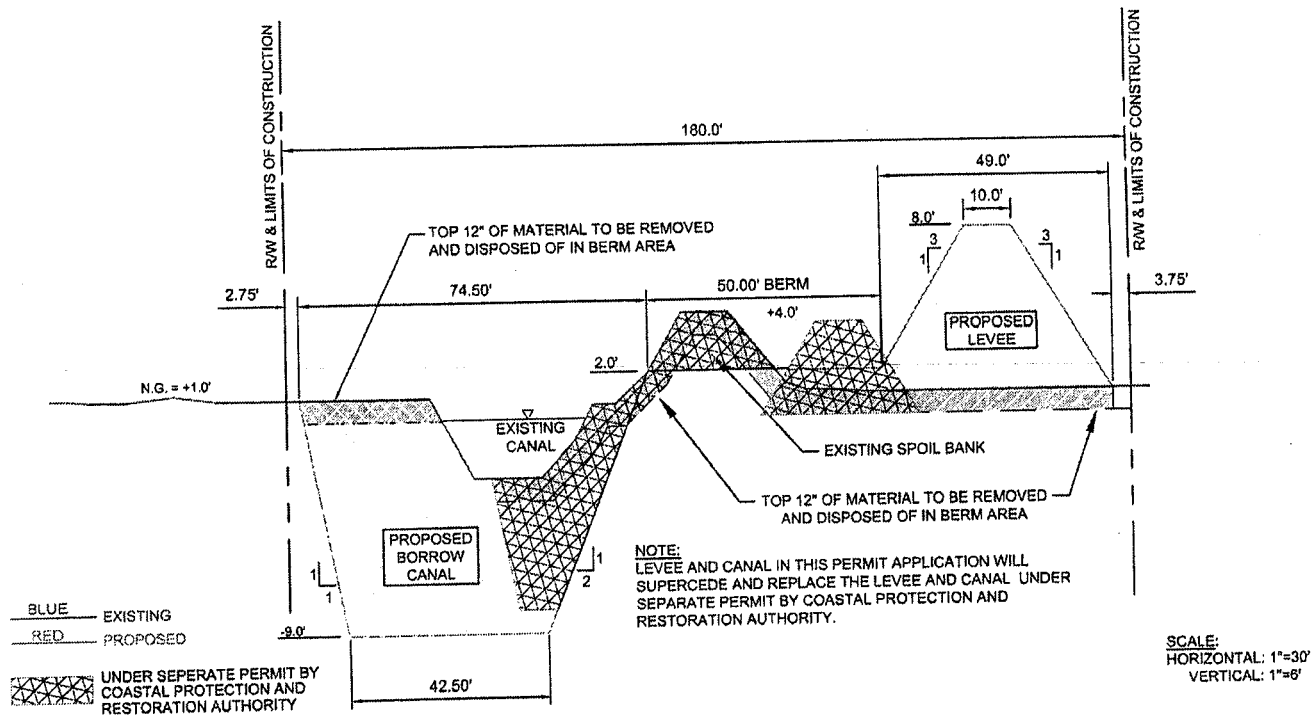 R/W & LIMITS OF CONSTRUCTION
R/W & LIMITS OF CONSTRUCTION
180.0'
49.0'
10.0'
8.0'
TOP 12" OF MATERIAL TO BE REMOVED
AND DISPOSED OF IN BERM AREA
3
1
3
1
2.75'
74.50'
50.00' BERM
3.75'
+4.0'
PROPOSED
LEVEE
2.0'
N.G. = +1.0'
EXISTING
CANAL
EXISTING SPOIL BANK
TOP 12" OF MATERIAL TO BE REMOVED
AND DISPOSED OF IN BERM AREA
PROPOSED
BORROW
CANAL
1
1
1
2
NOTE:
LEVEE AND CANAL IN THIS PERMIT APPLICATION WILL
SUPERCEDE AND REPLACE THE LEVEE AND CANAL UNDER
SEPARATE PERMIT BY COASTAL PROTECTION AND
RESTORATION AUTHORITY.
BLUE EXISTING
RED PROPOSED
-9.0'
UNDER SEPERATE PERMIT BY
COASTAL PROTECTION AND
RESTORATION AUTHORITY
42.50'
SCALE:
HORIZONTAL: 1"=30'
VERTICAL: 1"=6'